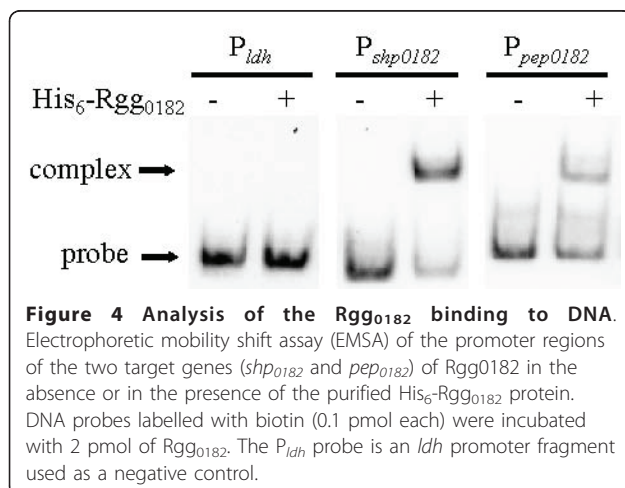 P_ldh P_shp0182 P_pep0182
His₆-Rgg₀₁₈₂ - + - + - +
complex
probe
Figure 4 Analysis of the Rgg₀₁₈₂ binding to DNA.
Electrophoretic mobility shift assay (EMSA) of the promoter regions
of the two target genes (shp₀₁₈₂ and pep₀₁₈₂) of Rgg0182 in the
absence or in the presence of the purified His₆-Rgg₀₁₈₂ protein.
DNA probes labelled with biotin (0.1 pmol each) were incubated
with 2 pmol of Rgg₀₁₈₂. The P_ldh probe is an ldh promoter fragment
used as a negative control.